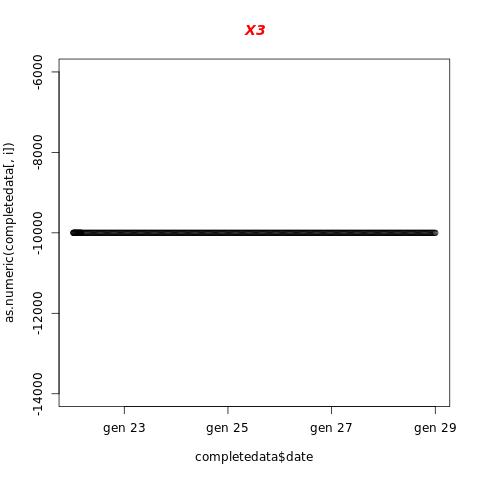 X3
as.numeric(completedata[, i])
-6000
-8000
-10000
-12000
-14000
gen 23 gen 25 gen 27 gen 29
completedata$date